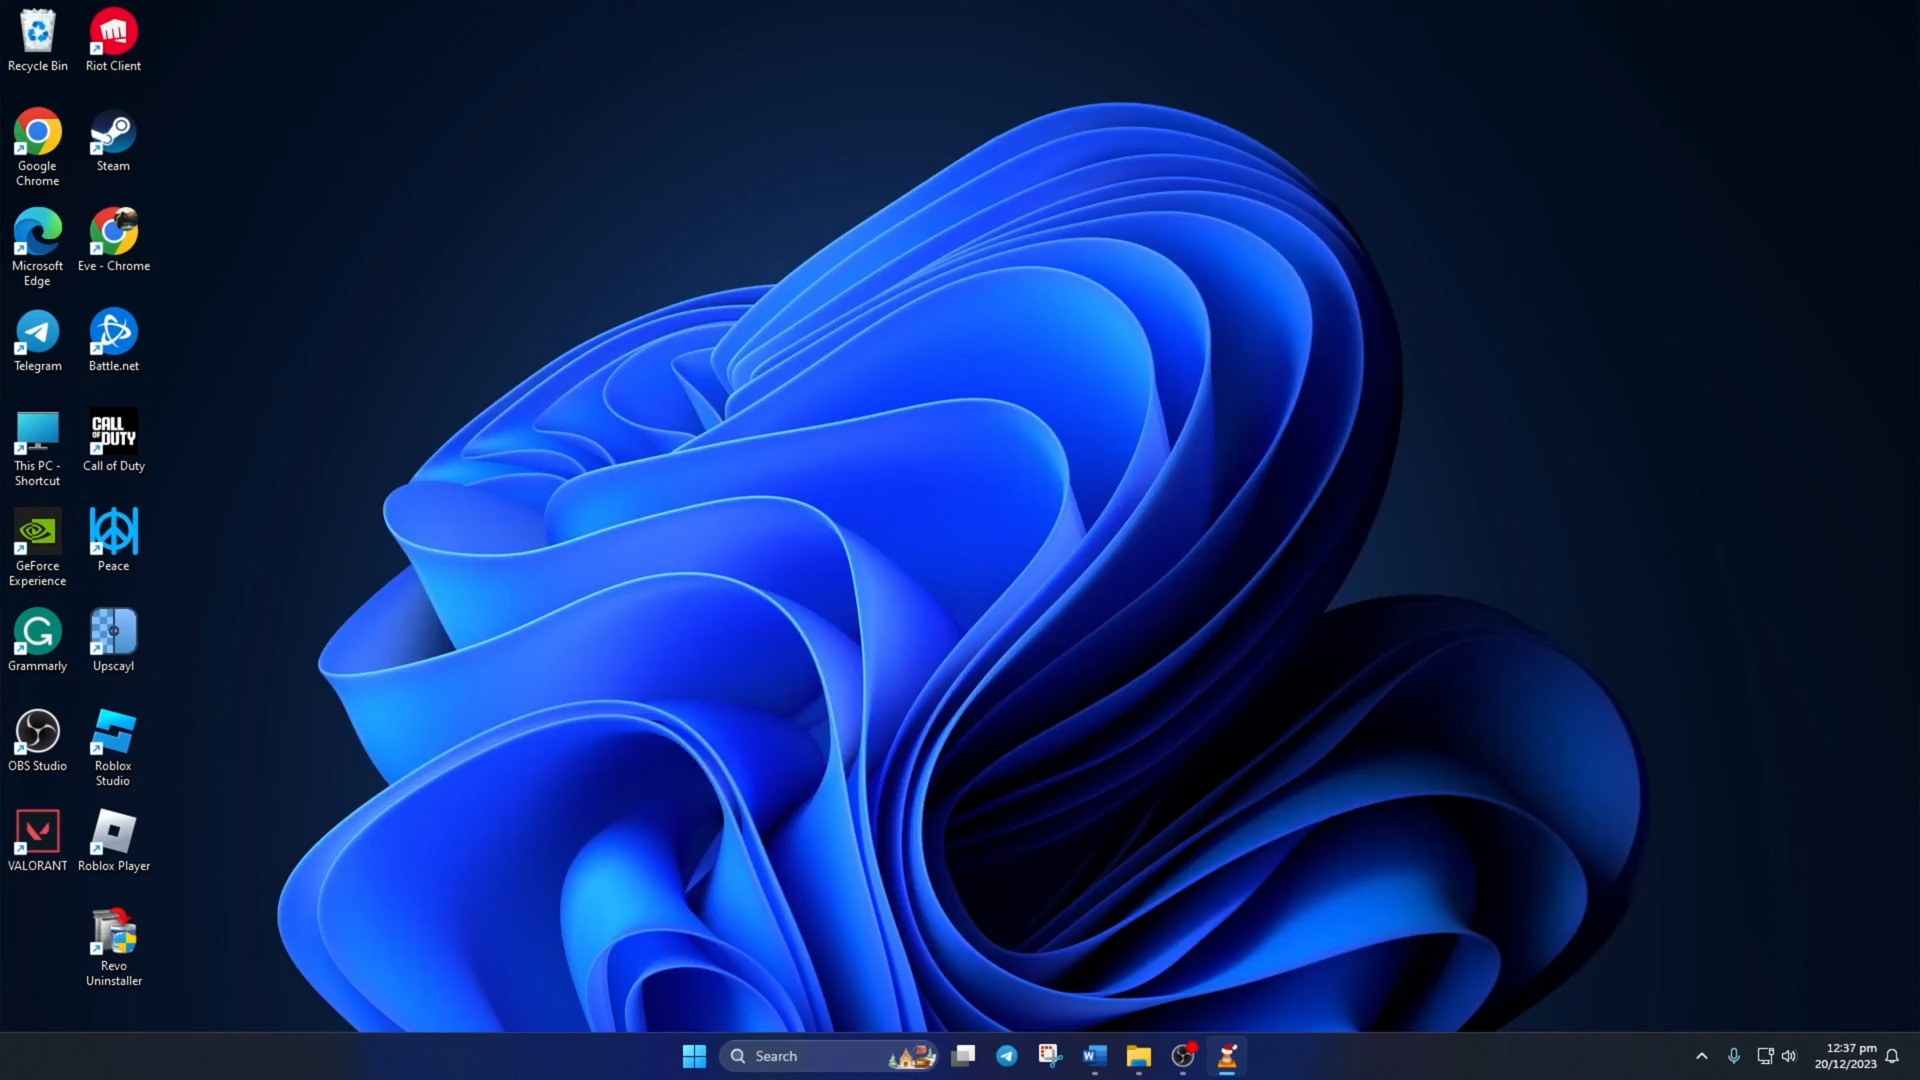 Recycle Bin
Riot Client
Google
Chrome
Steam
Microsoft
Edge
Eve - Chrome
Telegram
Battle.net
This PC -
Shortcut
CALL
OF DUTY
Call of Duty
GeForce
Experience
Peace
Grammarly
Upscayl
OBS Studio
Roblox
Studio
VALORANT
Roblox Player
Revo
Uninstaller
Search
12:37 pm
20/12/2023